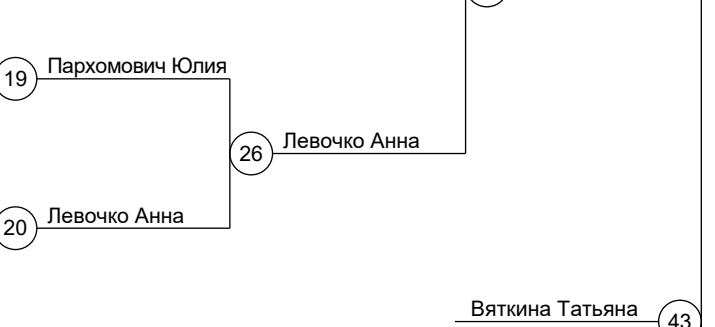 19 Пархомович Юлия
26 Левочко Анна
20 Левочко Анна
Вяткина Татьяна 43